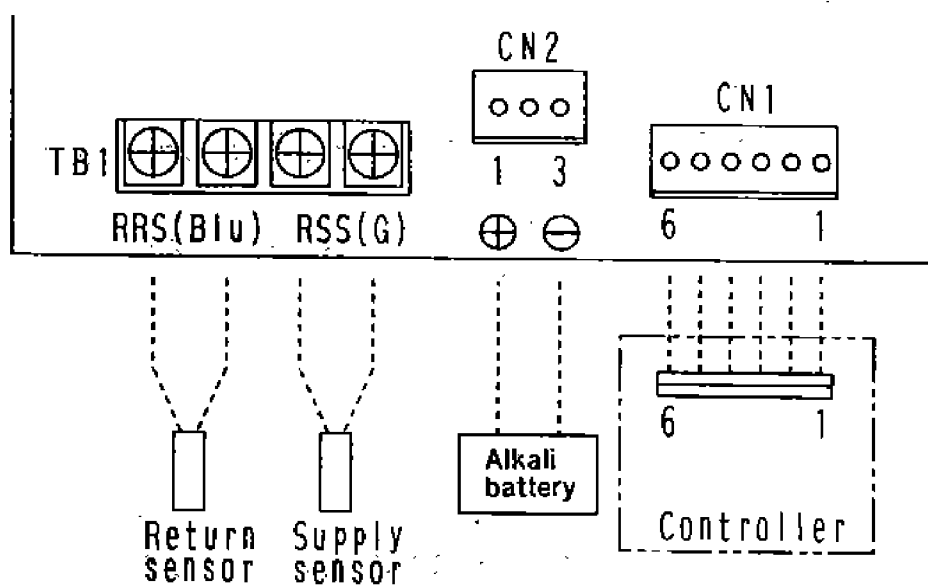 CN2
CN1
TB1
1 3
6 1
RRS(Blu) RSS(G)
6 1
Alkali
battery
Controller
Return
sensor
Supply
sensor